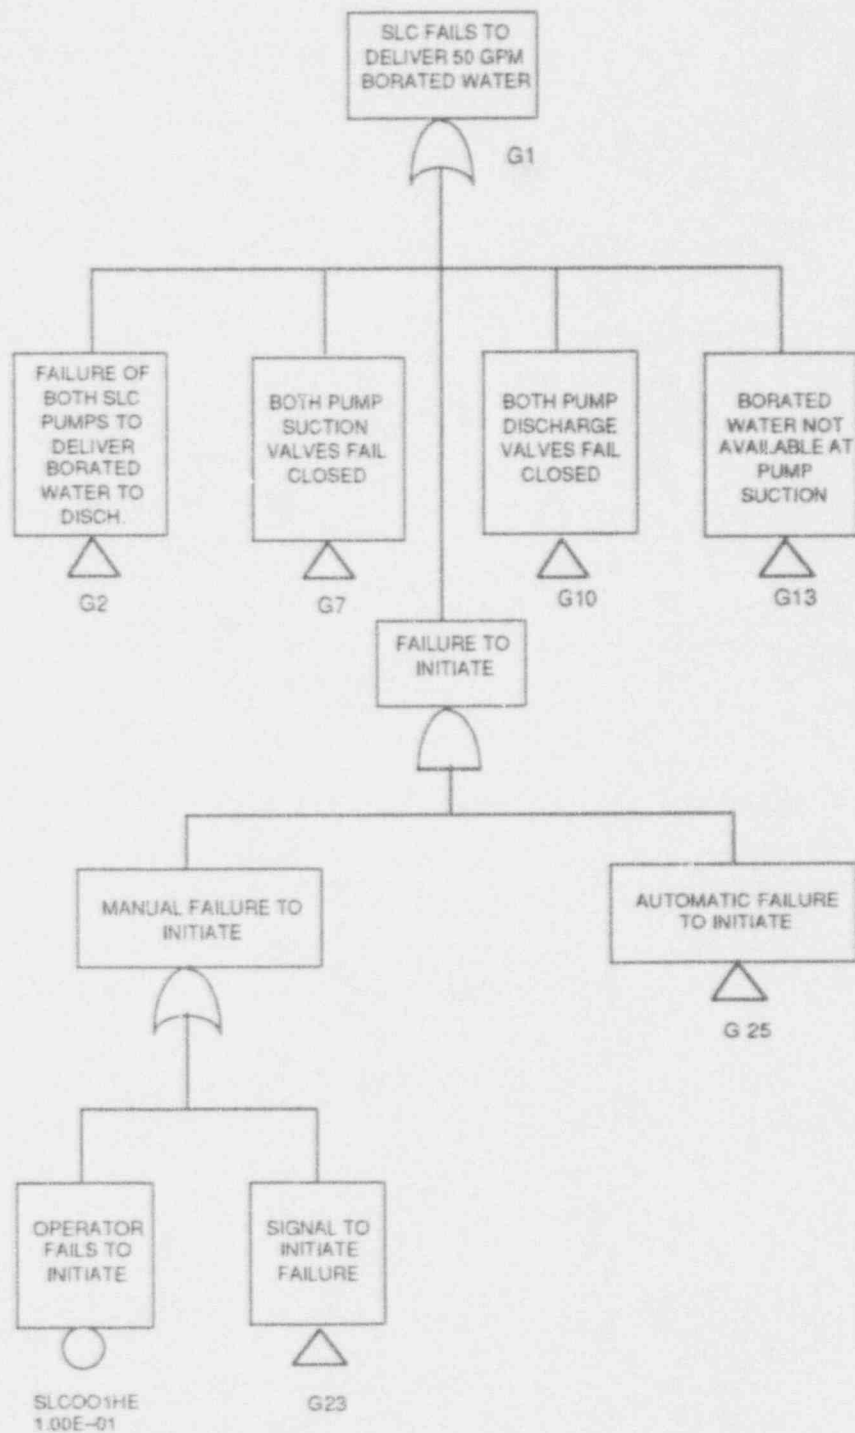 SLC FAILS TO
DELIVER 50 GPM
BORATED WATER
G1
FAILURE OF
BOTH SLC
PUMPS TO
DELIVER
BORATED
WATER TO
DISCH.
G2
BOTH PUMP
SUCTION
VALVES FAIL
CLOSED
G7
BOTH PUMP
DISCHARGE
VALVES FAIL
CLOSED
G10
BORATED
WATER NOT
AVAILABLE AT
PUMP
SUCTION
G13
FAILURE TO
INITIATE
MANUAL FAILURE TO
INITIATE
AUTOMATIC FAILURE
TO INITIATE
G 25
OPERATOR
FAILS TO
INITIATE
SLCOO1HE
1.00E-01
SIGNAL TO
INITIATE
FAILURE
G23